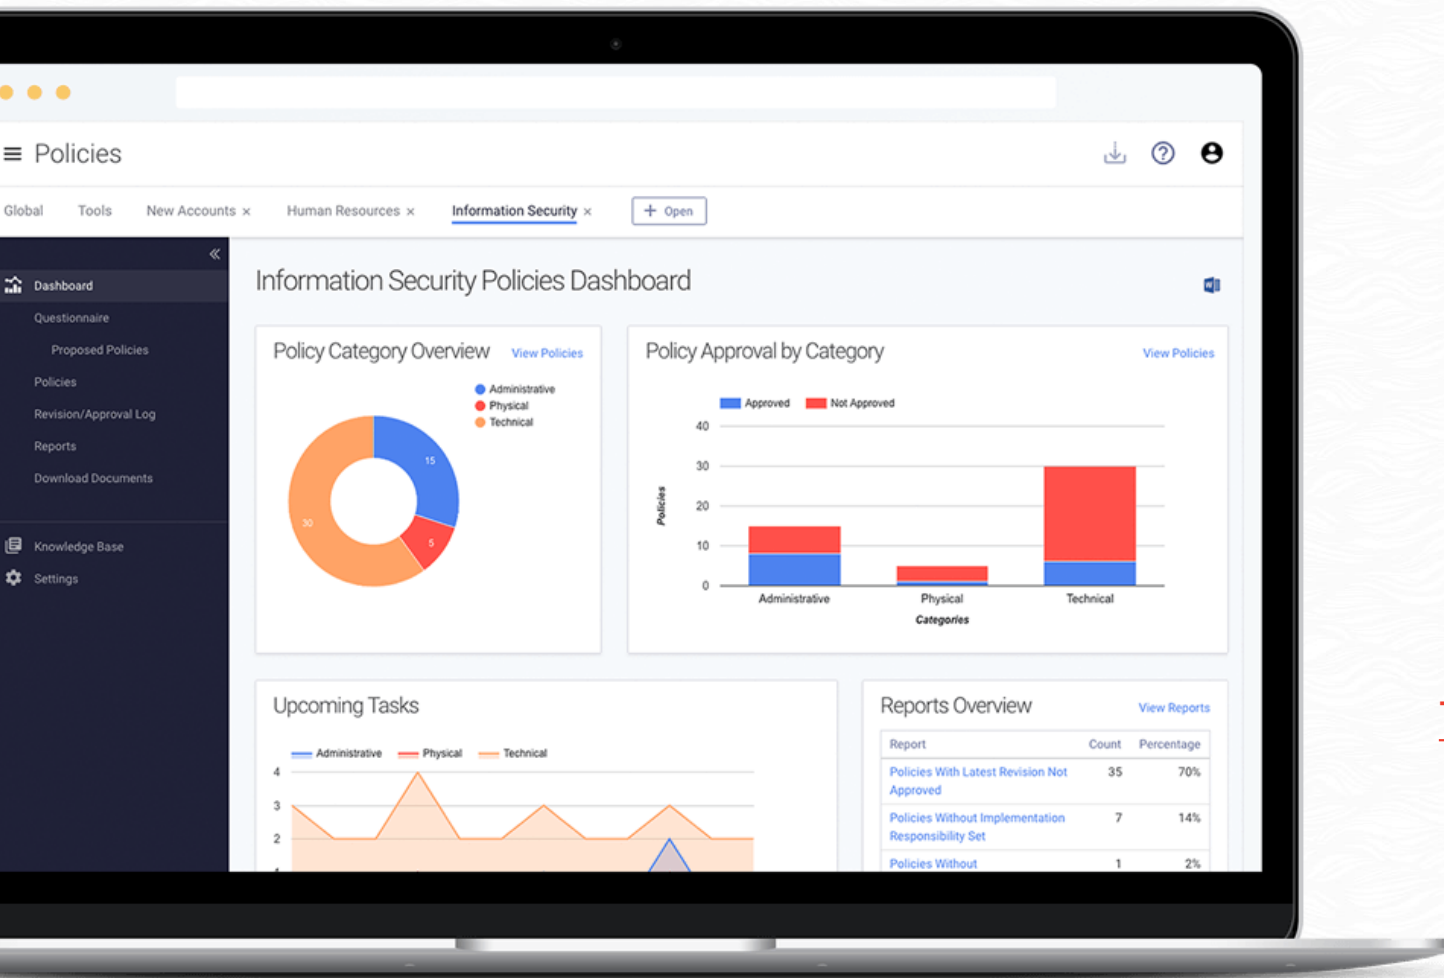 Policies
Global Tools New Accounts × Human Resources × Information Security × + Open
Dashboard
Questionnaire
Proposed Policies
Policies
Revision/Approval Log
Reports
Download Documents
Knowledge Base
Settings
Information Security Policies Dashboard
Policy Category Overview View Policies
Administrative
Physical
Technical
15
30
5
Policy Approval by Category View Policies
Approved Not Approved
40
30
20
10
0
Policies
Administrative Physical Technical
Categories
Upcoming Tasks
Administrative Physical Technical
4
3
2
Reports Overview View Reports
Report Count Percentage
Policies With Latest Revision Not 35 70%
Approved
Policies Without Implementation 7 14%
Responsibility Set
Policies Without 1 2%